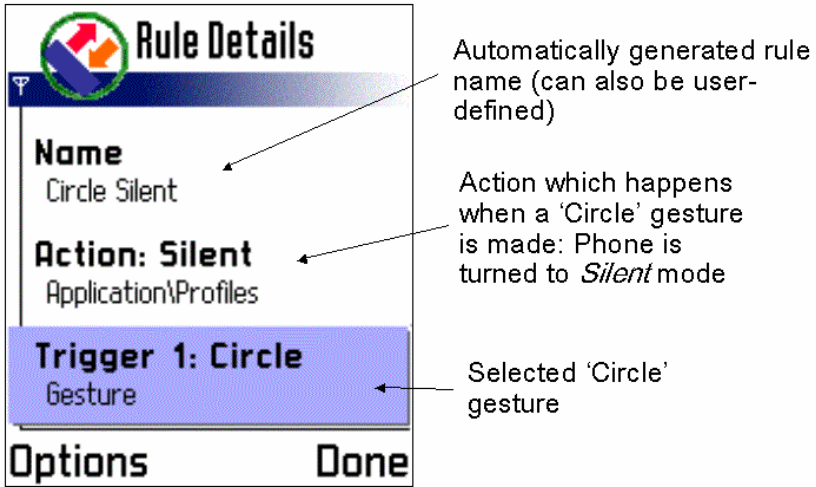 Rule Details
Name
Circle Silent
Action: Silent
Application\Profiles
Trigger 1: Circle
Gesture
Options Done
Automatically generated rule
name (can also be user-
defined)
Action which happens
when a ‘Circle’ gesture
is made: Phone is
turned to Silent mode
Selected ‘Circle’
gesture